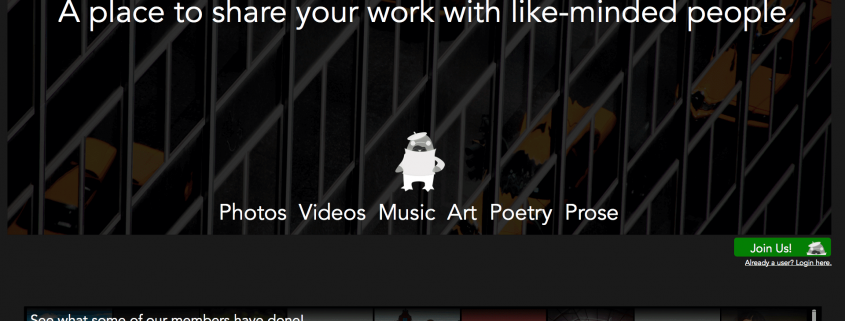 A place to share your work with like-minded people.
Photos Videos Music Art Poetry Prose
Join Us!
Already a user? Login here.
See what some of our members have done!